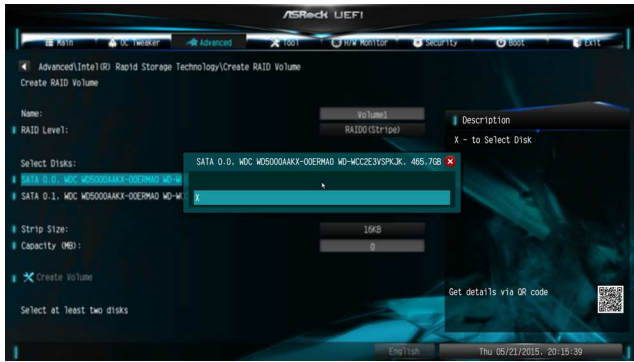 ASRock UEFI
Main OC Tweaker Advanced Tool H/W Monitor Security Boot Exit
Advanced\Intel(R) Rapid Storage Technology\Create RAID Volume
Create RAID Volume
Name: Volume1
RAID Level: RAID0(Stripe)
Description
X - to Select Disk
Select Disks:
SATA 0.0. WDC WD5000AAKX-00ERMA0 WD-WCC2E3VSPKJK. 465.7GB
SATA 0.0. WDC WD5000AAKX-00ERMA0 WD-W
X
SATA 0.1. WDC WD5000AAKX-00ERMA0 WD-WC
Strip Size: 16KB
Capacity (MB): 0
Create Volume
Select at least two disks
Get details via QR code
English
Thu 05/21/2015. 20:15:39